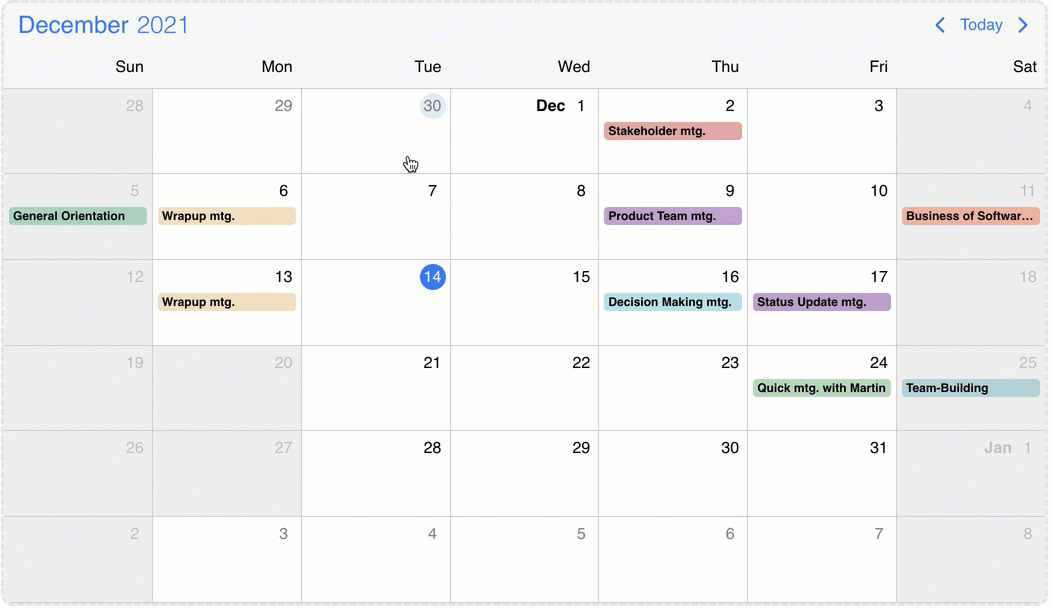 December 2021
Today
Sun Mon Tue Wed Thu Fri Sat
28 29 30 Dec 1 2 3 4
Stakeholder mtg.
5 6 7 8 9 10 11
General Orientation Wrapup mtg. Product Team mtg. Business of Softwar...
12 13 14 15 16 17 18
Wrapup mtg. Decision Making mtg. Status Update mtg.
19 20 21 22 23 24 25
Quick mtg. with Martin Team-Building
26 27 28 29 30 31 Jan 1
2 3 4 5 6 7 8